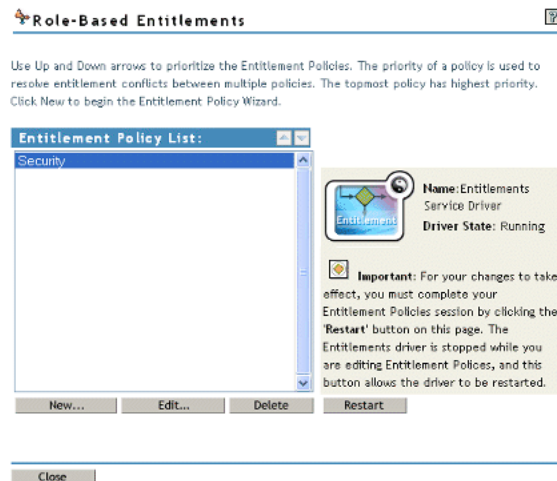 Role-Based Entitlements
?
Use Up and Down arrows to prioritize the Entitlement Policies. The priority of a policy is used to
resolve entitlement conflicts between multiple policies. The topmost policy has highest priority.
Click New to begin the Entitlement Policy Wizard.
Entitlement Policy List:
Security
Entitlement
Name:Entitlements
Service Driver
Driver State: Running
Important: For your changes to take
effect, you must complete your
Entitlement Policies session by clicking the
'Restart' button on this page. The
Entitlements driver is stopped while you
are editing Entitlement Polices, and this
button allows the driver to be restarted.
New... Edit... Delete Restart
Close